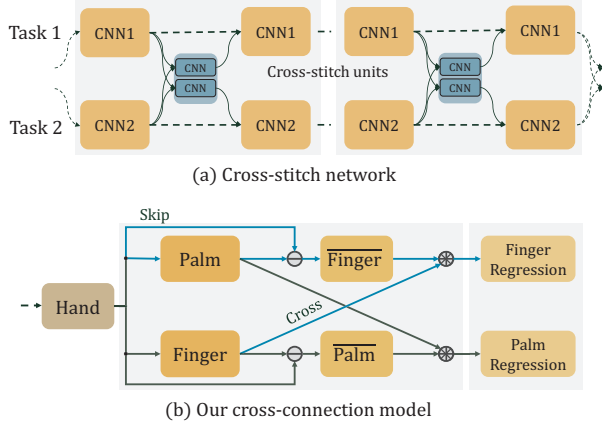 Task 1
CNN1
CNN1
CNN1
CNN1
CNN
CNN
Cross-stitch units
CNN
CNN
Task 2
CNN2
CNN2
CNN2
CNN2
(a) Cross-stitch network
Skip
Palm
Finger
Finger
Regression
Hand
Cross
Finger
Palm
Palm
Regression
(b) Our cross-connection model